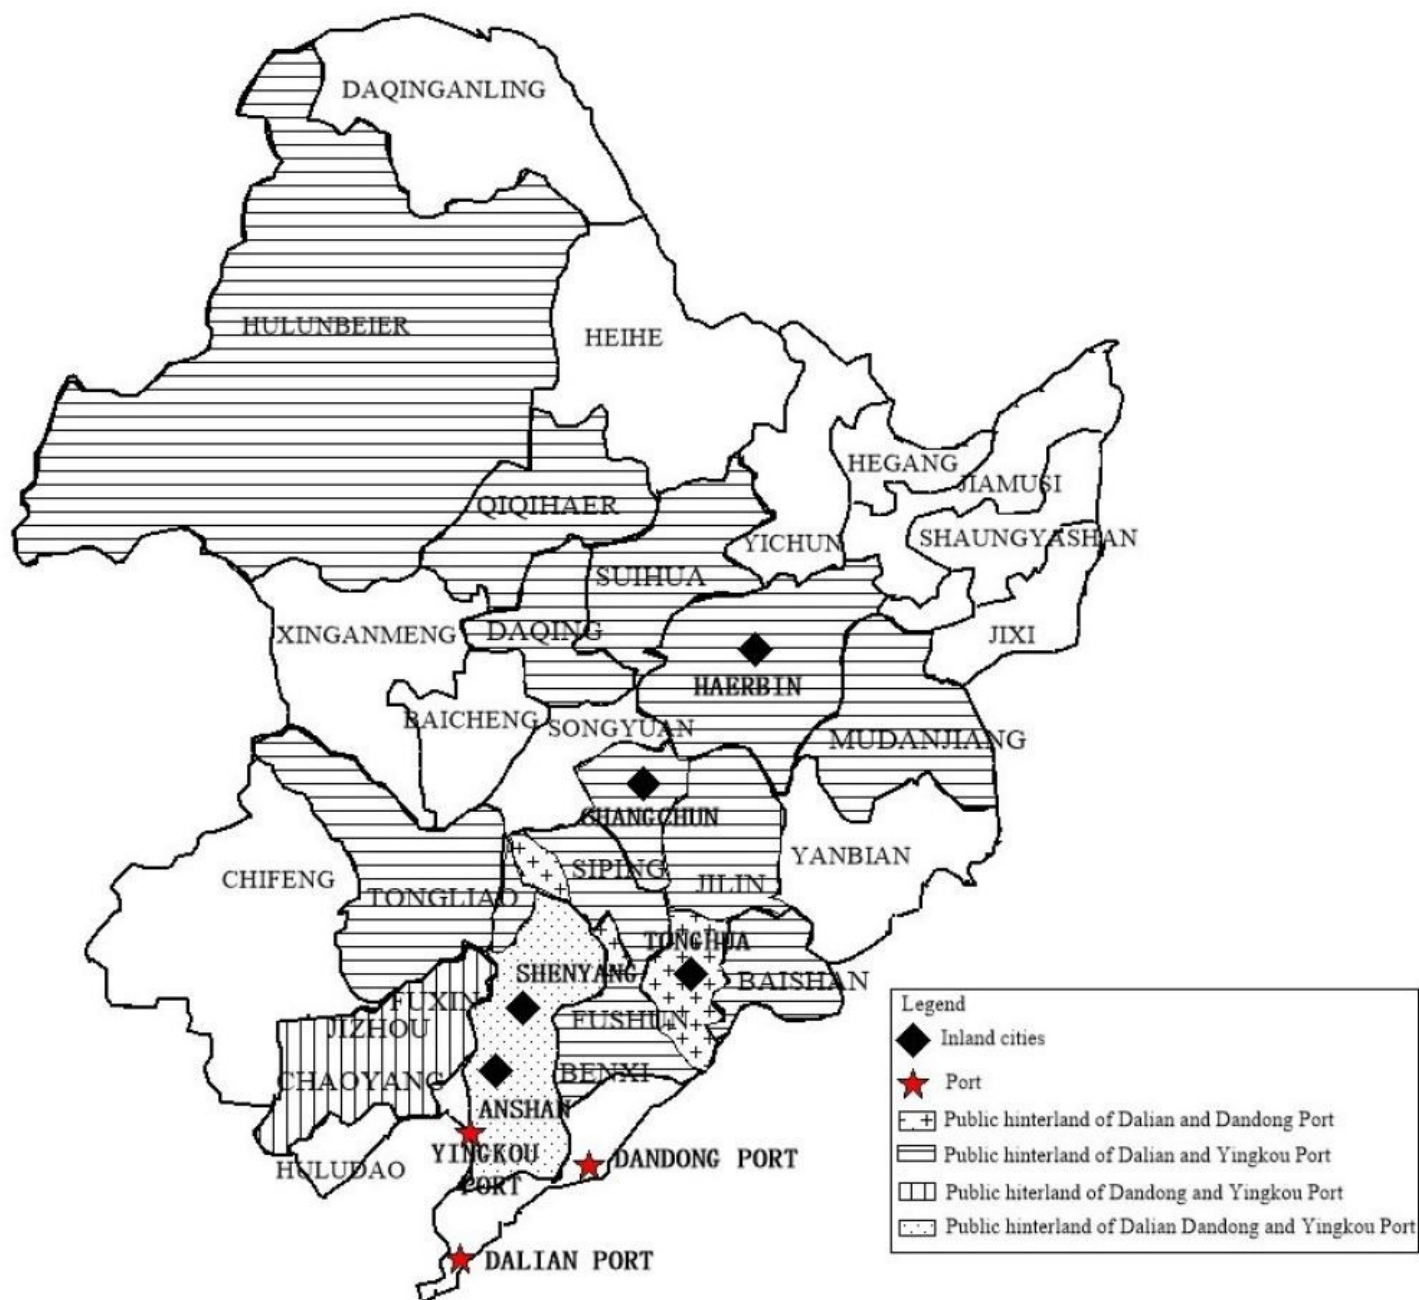 DAQINGANLING
HULUNBEIER
HEIHE
HEGANG
JIAMUSI
QIQIHAER
YICHUN
SHAUNGYASHAN
SUIHUA
XINGANMENG
DAQING
JIXI
HAERBIN
BAICHENG
SONGYUAN
MUDANJIANG
CHANGCHUN
YANBIAN
CHIFENG
SIPING
TONGLIAO
JILIN
TONGHUA
SHENYANG
BAISHAN
FUXIN
JIZHOU
FUSHUN
CHAOYANG
BENXI
ANSHAN
HULUDAO
YINGKOU
PORT
DANDONG PORT
DALIAN PORT
Legend
Inland cities
Port
Public hinterland of Dalian and Dandong Port
Public hinterland of Dalian and Yingkou Port
Public hiterland of Dandong and Yingkou Port
Public hinterland of Dalian Dandong and Yingkou Port